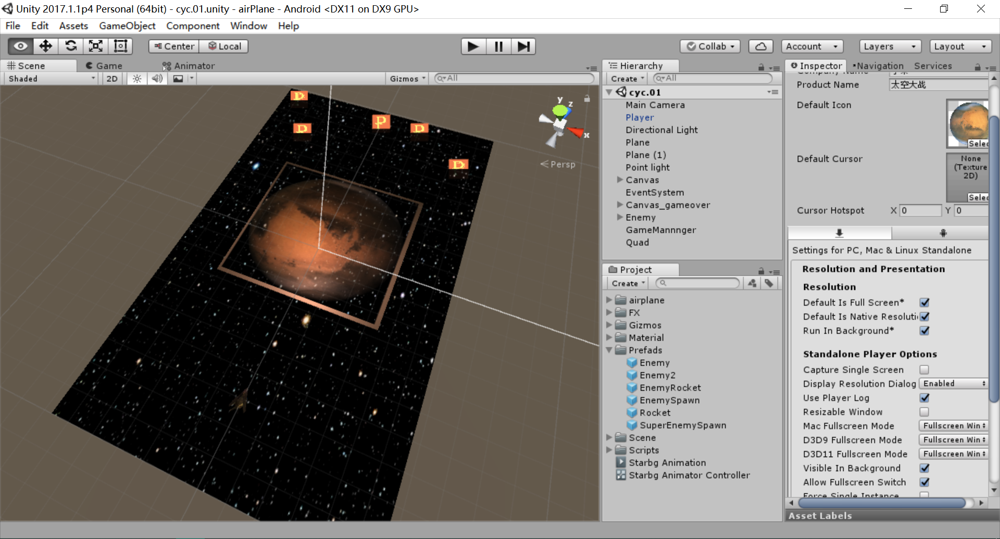 Unity 2017.1.1p4 Personal (64bit) - cyc.01.unity - airPlane - Android <DX11 on DX9 GPU>
File Edit Assets GameObject Component Window Help
Center Local Collab Account Layers Layout
Scene Game Animator
Shaded 2D Gizmos All
y z x
Persp
P
Hierarchy
Create All
cyc.01
Main Camera
Player
Directional Light
Plane
Plane (1)
Point light
Canvas
EventSystem
Canvas_gameover
Enemy
GameMannnger
Quad
Project
Create
airplane
FX
Gizmos
Material
Prefads
Enemy
Enemy2
EnemyRocket
EnemySpawn
Rocket
SuperEnemySpawn
Scene
Scripts
Starbg Animation
Starbg Animator Controller
Inspector Navigation Services
Company Name
Product Name 太空大战
Default Icon
Selec
Default Cursor None
(Texture
2D)
Selec
Cursor Hotspot X 0 Y 0
Settings for PC, Mac & Linux Standalone
Resolution and Presentation
Resolution
Default Is Full Screen*
Default Is Native Resoluti
Run In Background*
Standalone Player Options
Capture Single Screen
Display Resolution Dialog Enabled
Use Player Log
Resizable Window
Mac Fullscreen Mode Fullscreen Win
D3D9 Fullscreen Mode Fullscreen Win
D3D11 Fullscreen Mode Fullscreen Win
Visible In Background
Allow Fullscreen Switch
Force Single Instance
Asset Labels